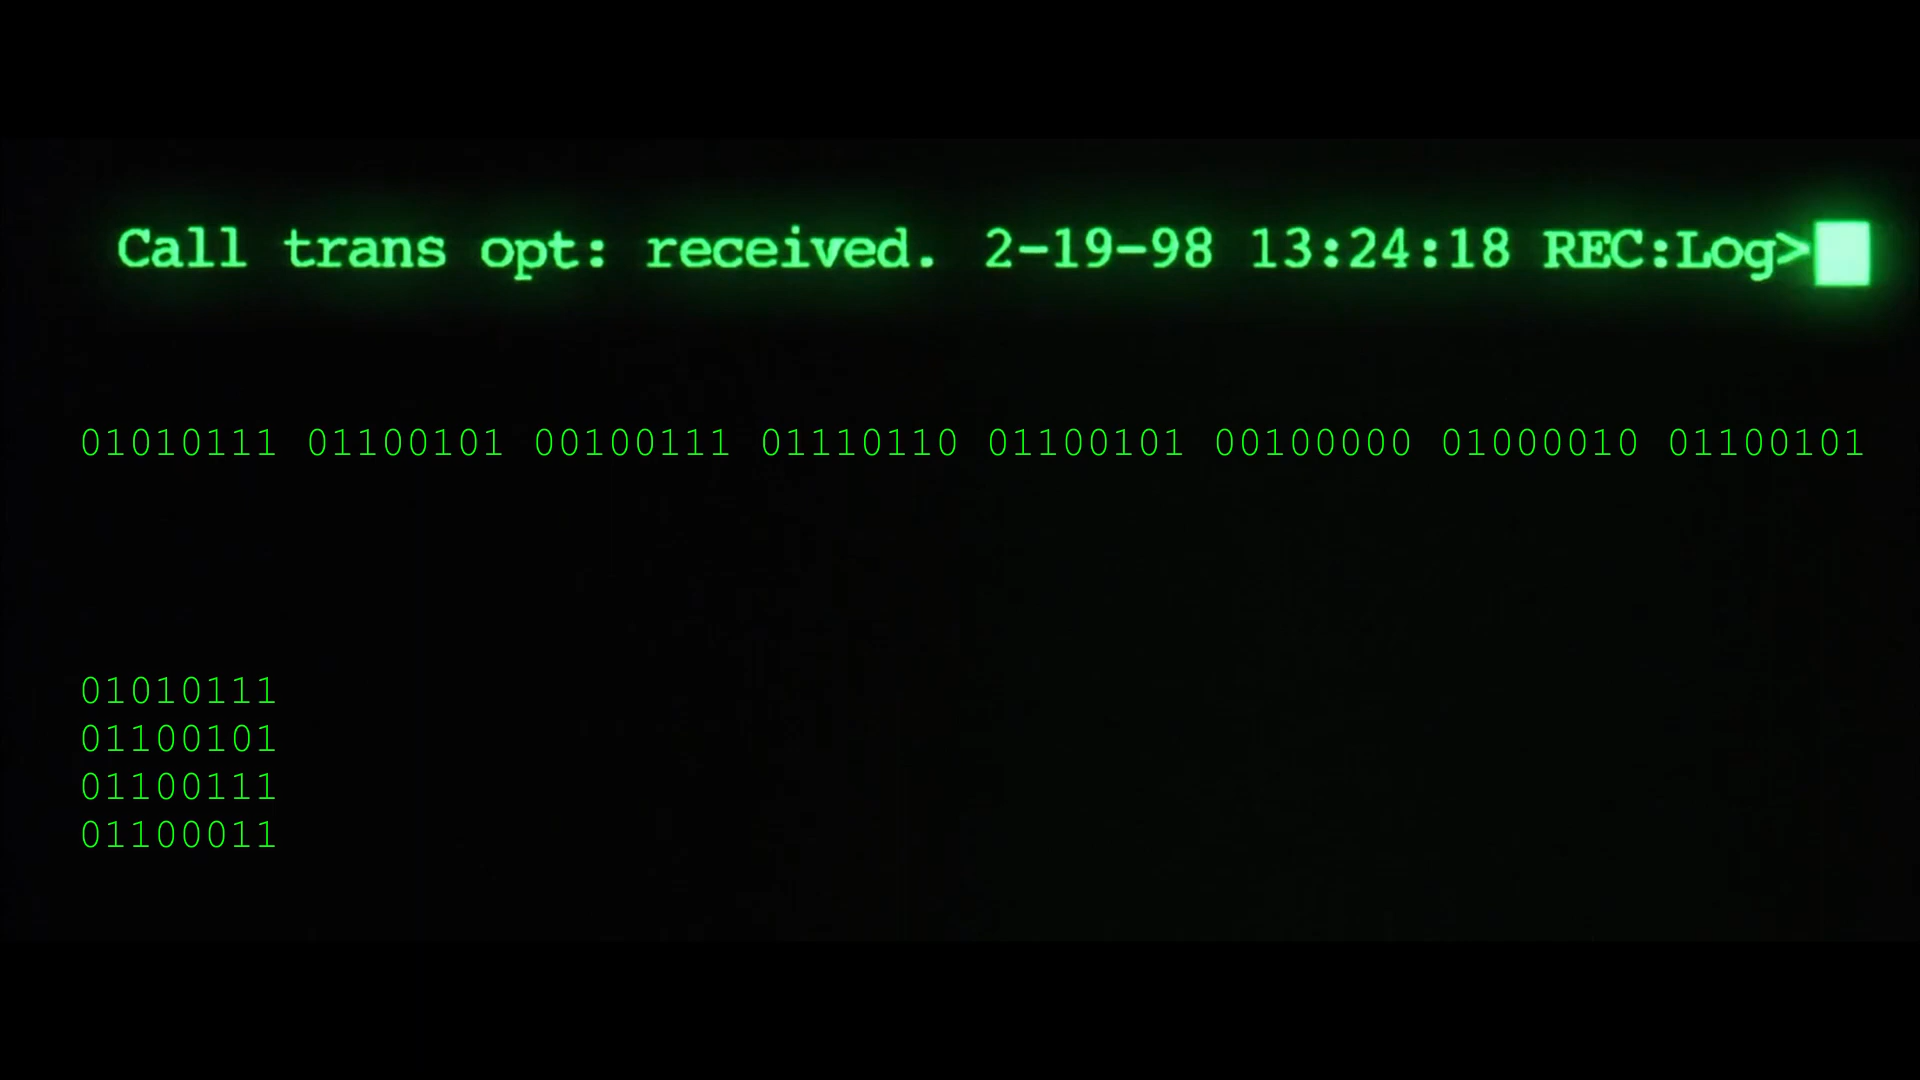 Call trans opt: received. 2-19-98 13:24:18 REC:Log>
01010111 01100101 00100111 01110110 01100101 00100000 01000010 01100101
01010111
01100101
01100111
01100011